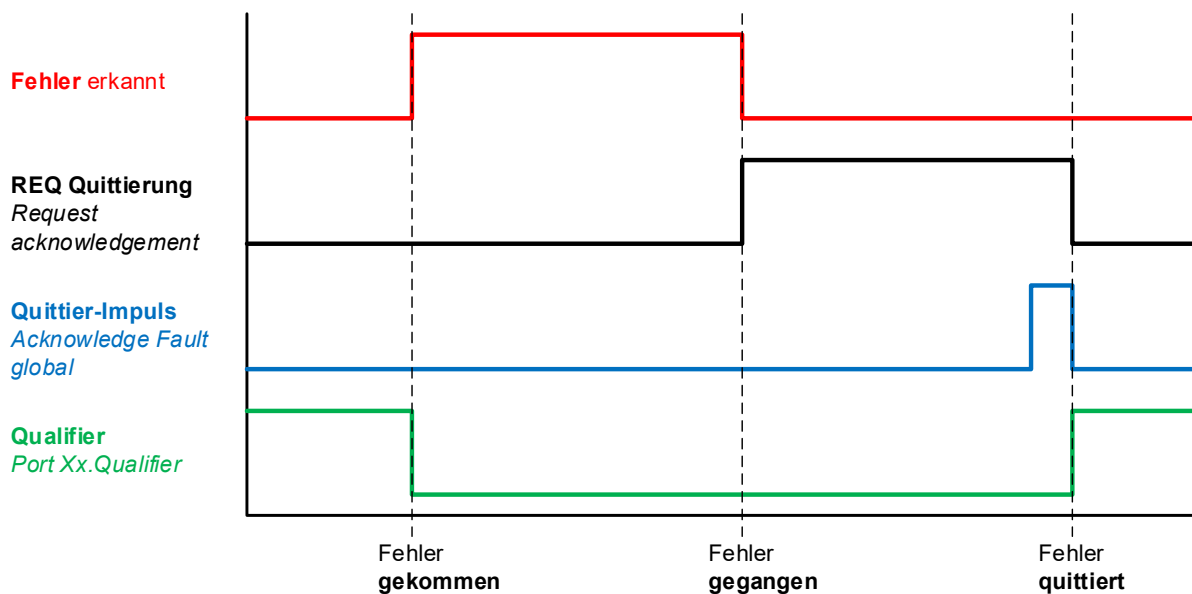 Fehler erkannt
REQ Quittierung
Request
acknowledgement
Quittier-Impuls
Acknowledge Fault
global
Qualifier
Port Xx.Qualifier
Fehler
gekommen
Fehler
gegangen
Fehler
quittiert